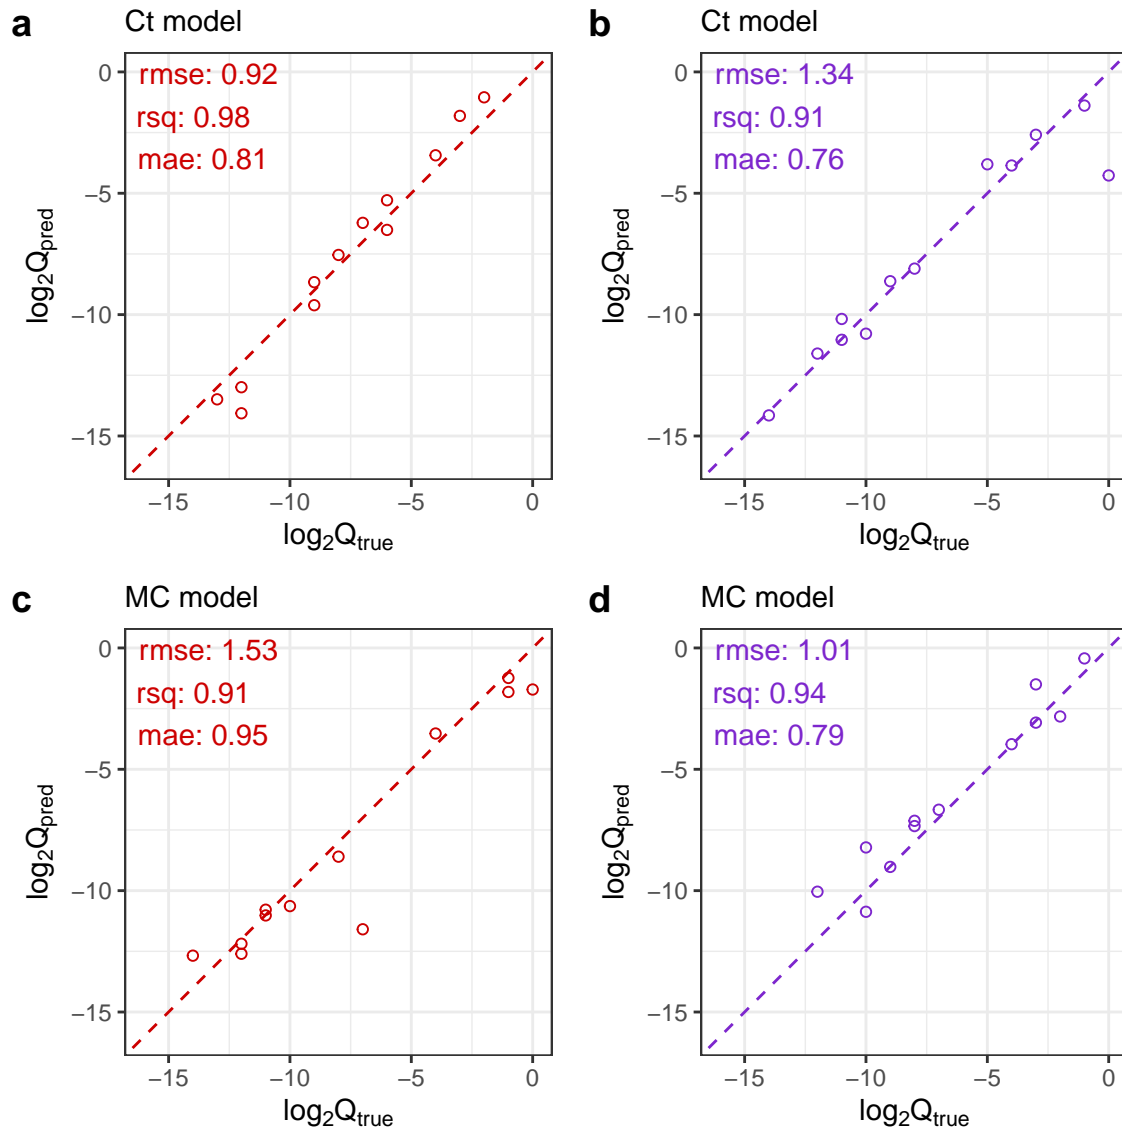 a
Ct model
rmse: 0.92
rsq: 0.98
mae: 0.81
0
−5
−10
−15
−15
−10
−5
0
log₂Qpred
log₂Qtrue
b
Ct model
rmse: 1.34
rsq: 0.91
mae: 0.76
0
−5
−10
−15
−15
−10
−5
0
log₂Qpred
log₂Qtrue
c
MC model
rmse: 1.53
rsq: 0.91
mae: 0.95
0
−5
−10
−15
−15
−10
−5
0
log₂Qpred
log₂Qtrue
d
MC model
rmse: 1.01
rsq: 0.94
mae: 0.79
0
−5
−10
−15
−15
−10
−5
0
log₂Qpred
log₂Qtrue